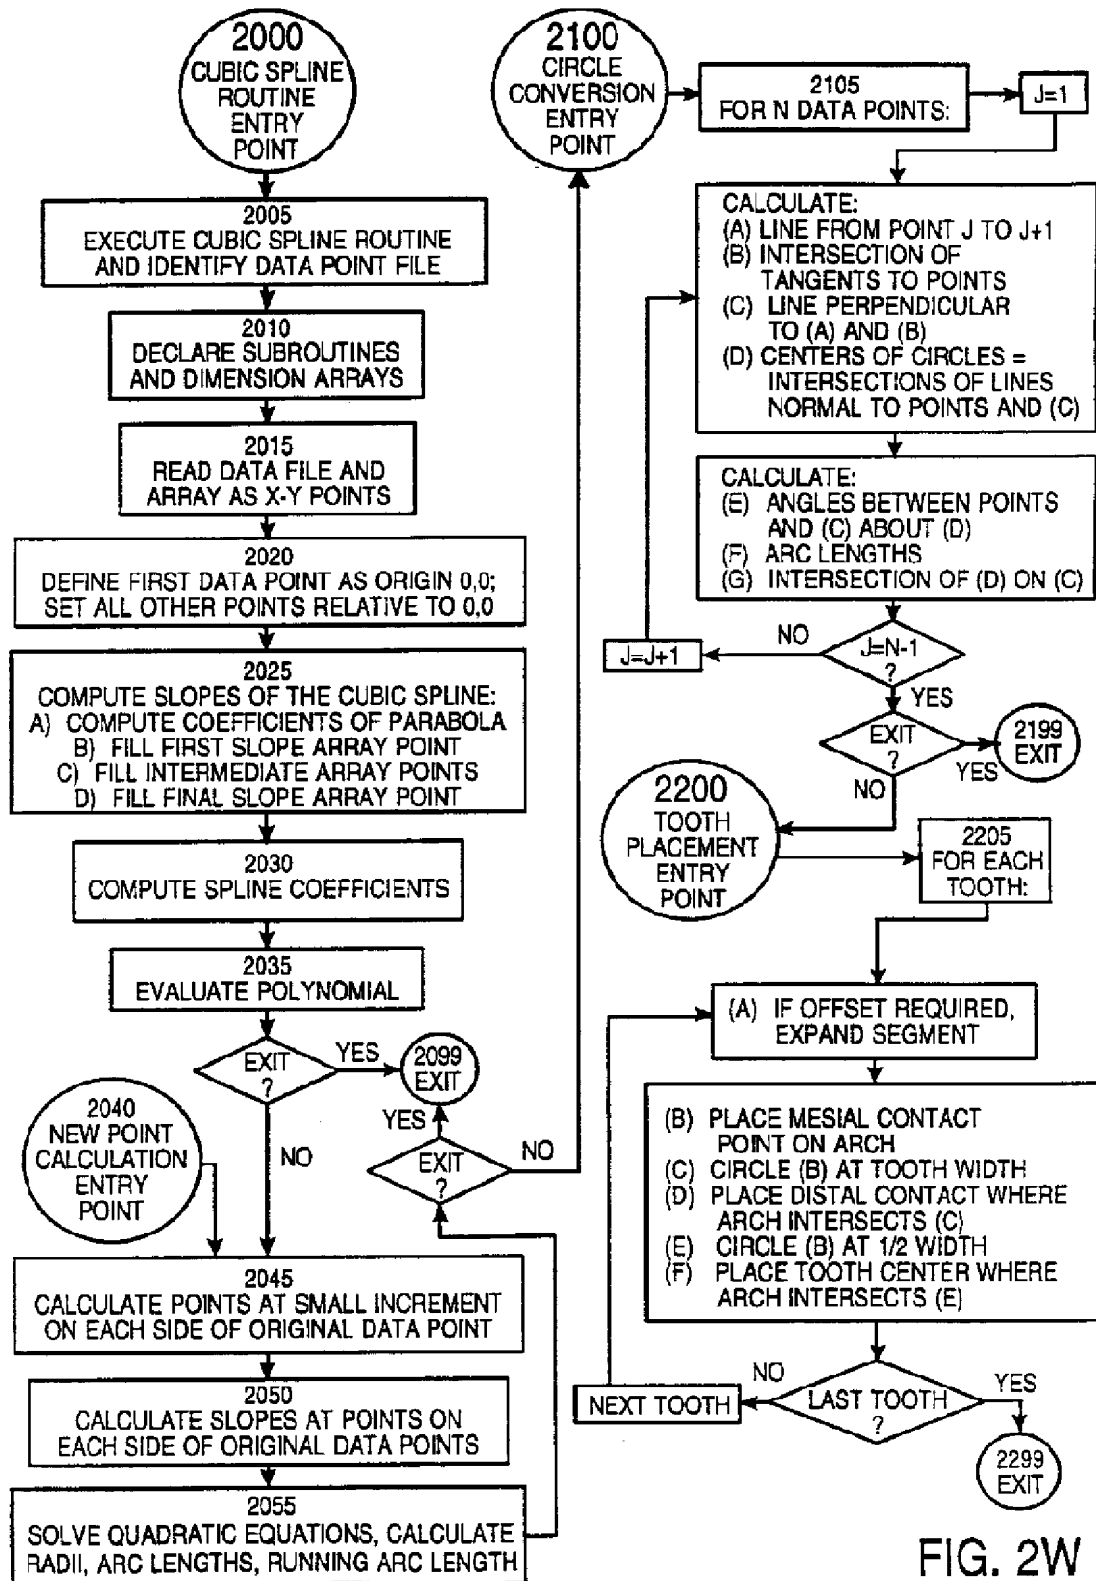 2000
CUBIC SPLINE
ROUTINE
ENTRY
POINT
2005
EXECUTE CUBIC SPLINE ROUTINE
AND IDENTIFY DATA POINT FILE
2010
DECLARE SUBROUTINES
AND DIMENSION ARRAYS
2015
READ DATA FILE AND
ARRAY AS X-Y POINTS
2020
DEFINE FIRST DATA POINT AS ORIGIN 0,0;
SET ALL OTHER POINTS RELATIVE TO 0,0
2025
COMPUTE SLOPES OF THE CUBIC SPLINE:
A) COMPUTE COEFFICIENTS OF PARABOLA
B) FILL FIRST SLOPE ARRAY POINT
C) FILL INTERMEDIATE ARRAY POINTS
D) FILL FINAL SLOPE ARRAY POINT
2030
COMPUTE SPLINE COEFFICIENTS
2035
EVALUATE POLYNOMIAL
EXIT
?
YES
2099
EXIT
NO
2040
NEW POINT
CALCULATION
ENTRY
POINT
YES
EXIT
?
NO
2045
CALCULATE POINTS AT SMALL INCREMENT
ON EACH SIDE OF ORIGINAL DATA POINT
2050
CALCULATE SLOPES AT POINTS ON
EACH SIDE OF ORIGINAL DATA POINTS
2055
SOLVE QUADRATIC EQUATIONS, CALCULATE
RADII, ARC LENGTHS, RUNNING ARC LENGTH
2100
CIRCLE
CONVERSION
ENTRY
POINT
2105
FOR N DATA POINTS:
J=1
CALCULATE:
(A) LINE FROM POINT J TO J+1
(B) INTERSECTION OF
TANGENTS TO POINTS
(C) LINE PERPENDICULAR
TO (A) AND (B)
(D) CENTERS OF CIRCLES =
INTERSECTIONS OF LINES
NORMAL TO POINTS AND (C)
CALCULATE:
(E) ANGLES BETWEEN POINTS
AND (C) ABOUT (D)
(F) ARC LENGTHS
(G) INTERSECTION OF (D) ON (C)
J=N-1
?
NO
J=J+1
YES
EXIT
?
YES
2199
EXIT
NO
2200
TOOTH
PLACEMENT
ENTRY
POINT
2205
FOR EACH
TOOTH:
(A) IF OFFSET REQUIRED,
EXPAND SEGMENT
(B) PLACE MESIAL CONTACT
POINT ON ARCH
(C) CIRCLE (B) AT TOOTH WIDTH
(D) PLACE DISTAL CONTACT WHERE
ARCH INTERSECTS (C)
(E) CIRCLE (B) AT 1/2 WIDTH
(F) PLACE TOOTH CENTER WHERE
ARCH INTERSECTS (E)
LAST TOOTH
?
NO
NEXT TOOTH
YES
2299
EXIT
FIG. 2W